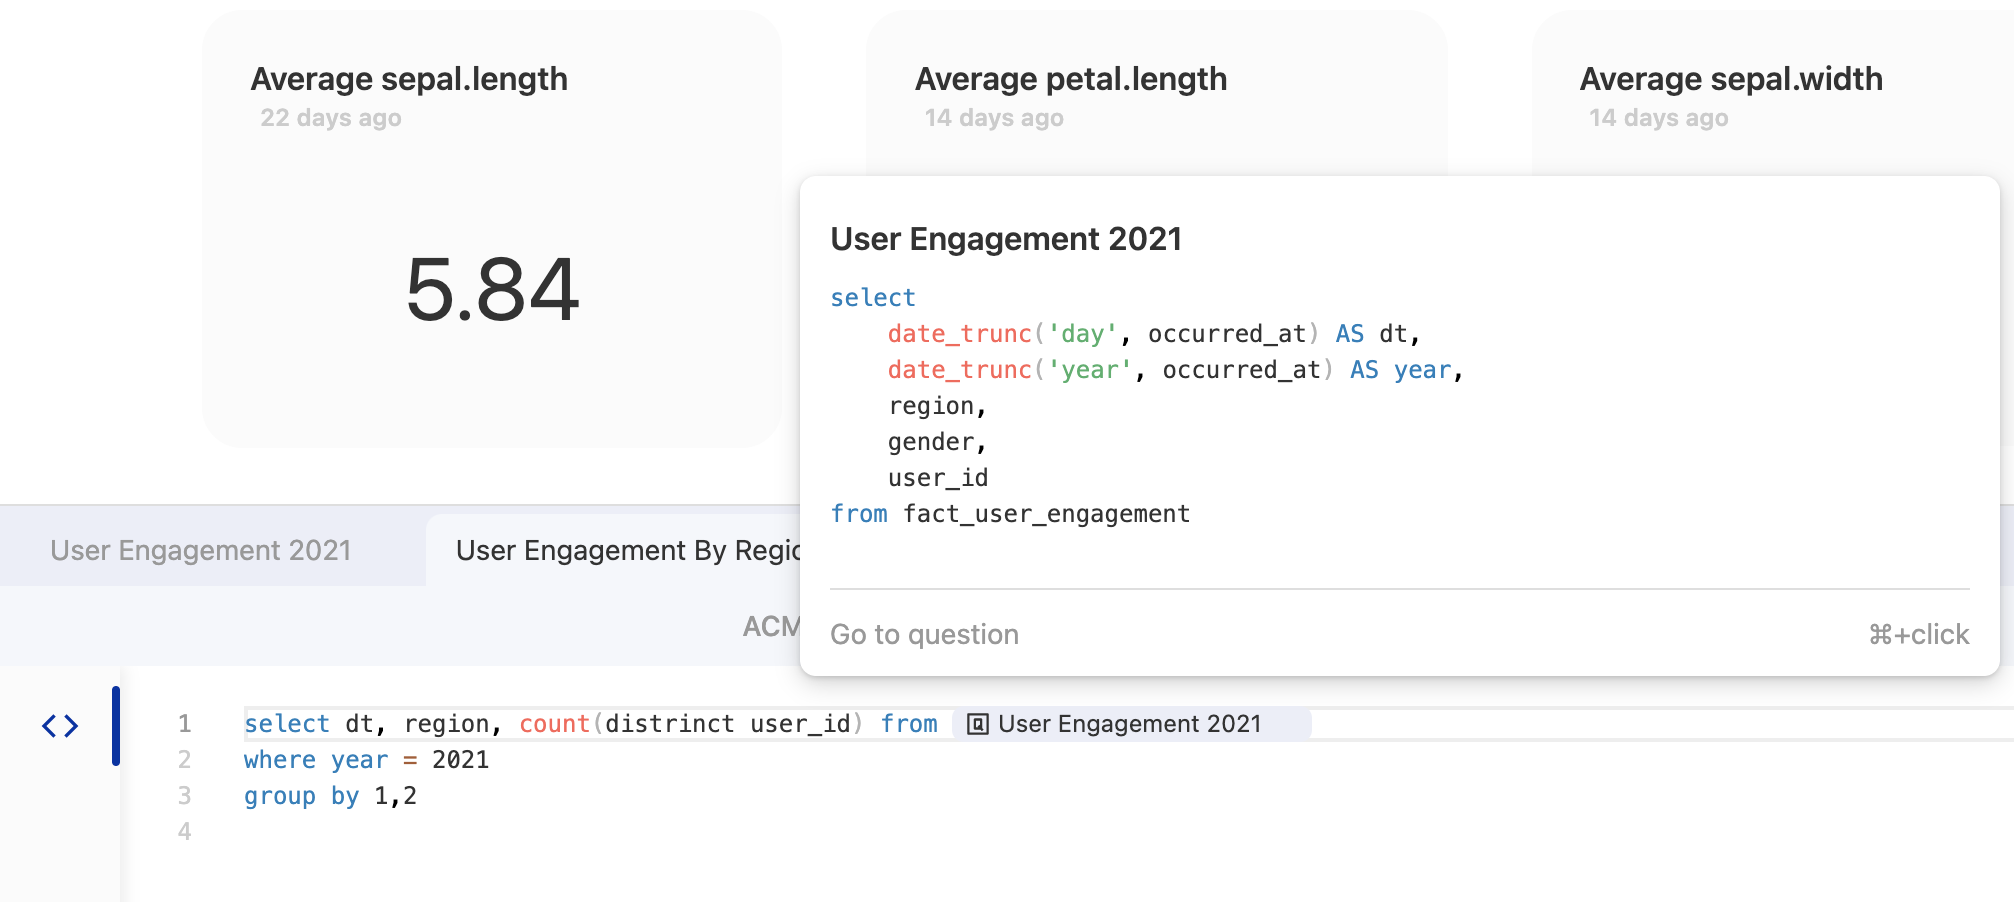 Average sepal.length
22 days ago
5.84
Average petal.length
14 days ago
Average sepal.width
14 days ago
User Engagement 2021
select
date_trunc('day', occurred_at) AS dt,
date_trunc('year', occurred_at) AS year,
region,
gender,
user_id
from fact_user_engagement
Go to question
⌘+click
User Engagement 2021
User Engagement By Regio
ACM
1 select dt, region, count(distrinct user_id) from User Engagement 2021
2 where year = 2021
3 group by 1,2
4